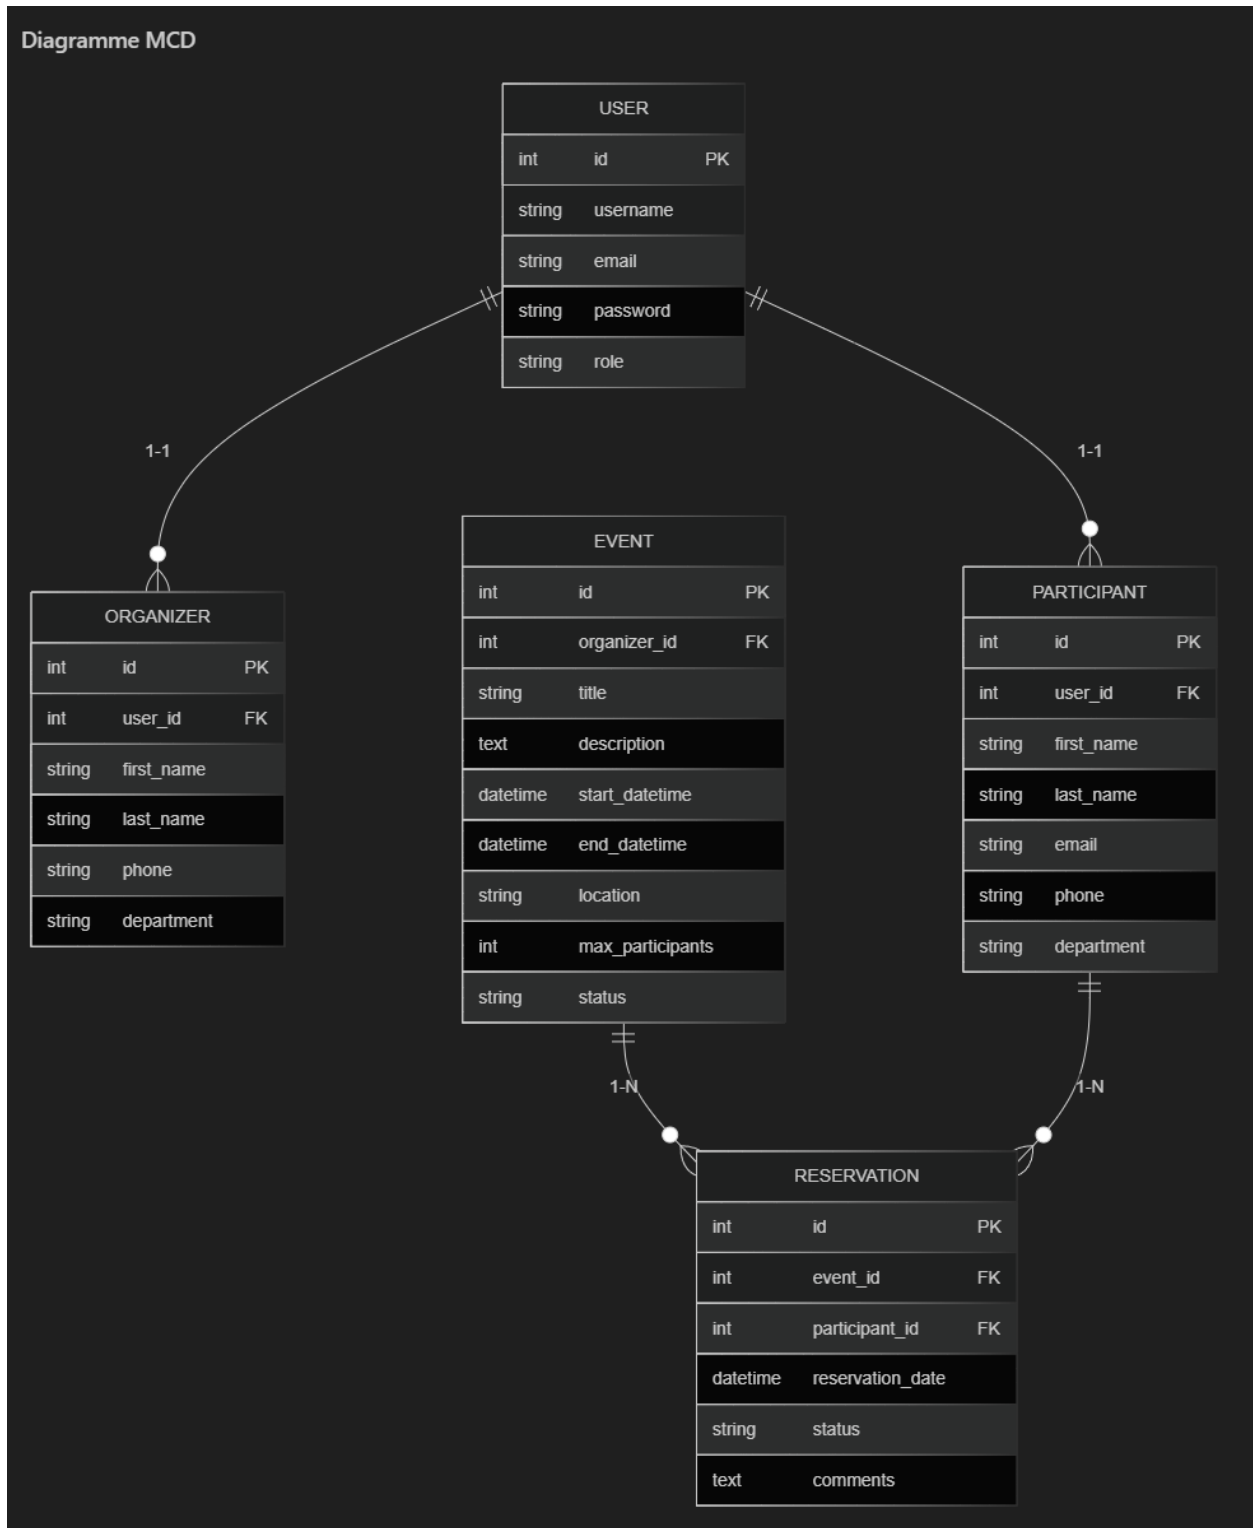 Diagramme MCD
USER
int id PK
string username
string email
string password
string role
1-1
1-1
ORGANIZER
int id PK
int user_id FK
string first_name
string last_name
string phone
string department
EVENT
int id PK
int organizer_id FK
string title
text description
datetime start_datetime
datetime end_datetime
string location
int max_participants
string status
PARTICIPANT
int id PK
int user_id FK
string first_name
string last_name
string email
string phone
string department
1-N
1-N
RESERVATION
int id PK
int event_id FK
int participant_id FK
datetime reservation_date
string status
text comments